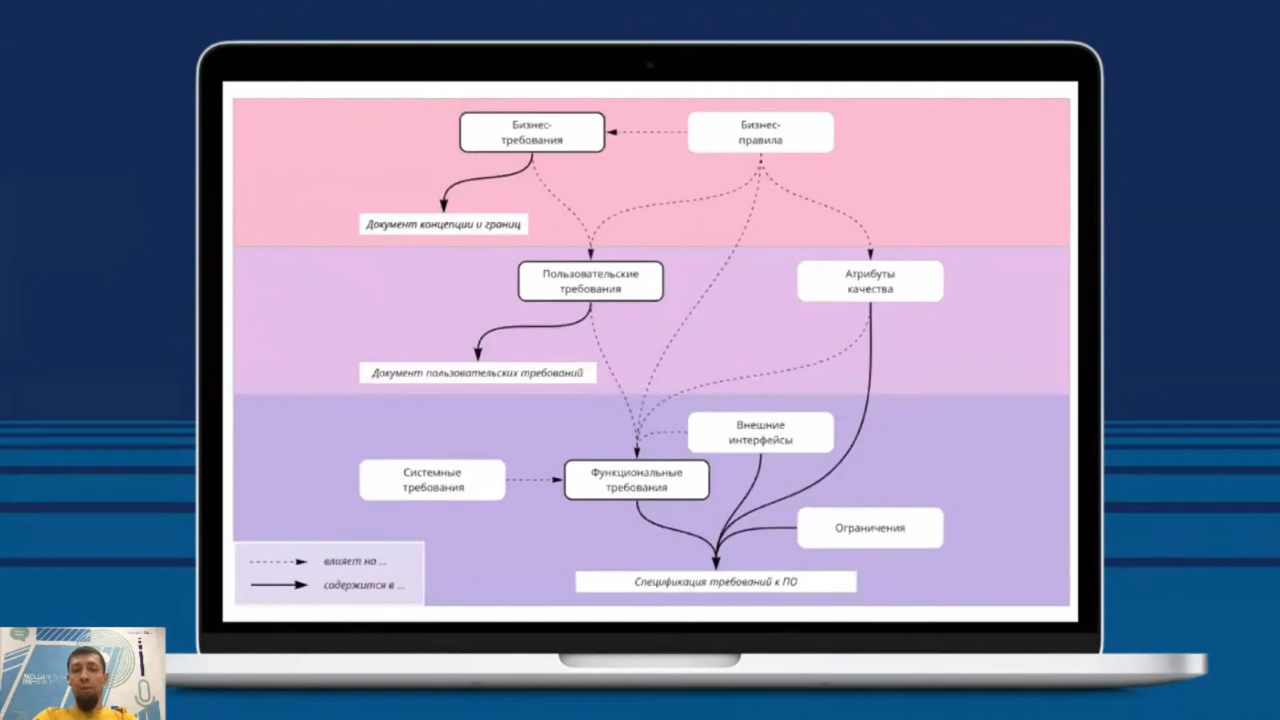 Бизнес-
требования
Бизнес-
правила
Документ концепции и границ
Пользовательские
требования
Атрибуты
качества
Документ пользовательских требований
Внешние
интерфейсы
Системные
требования
Функциональные
требования
Ограничения
влияет на ...
содержится в ...
Спецификация требований к ПО